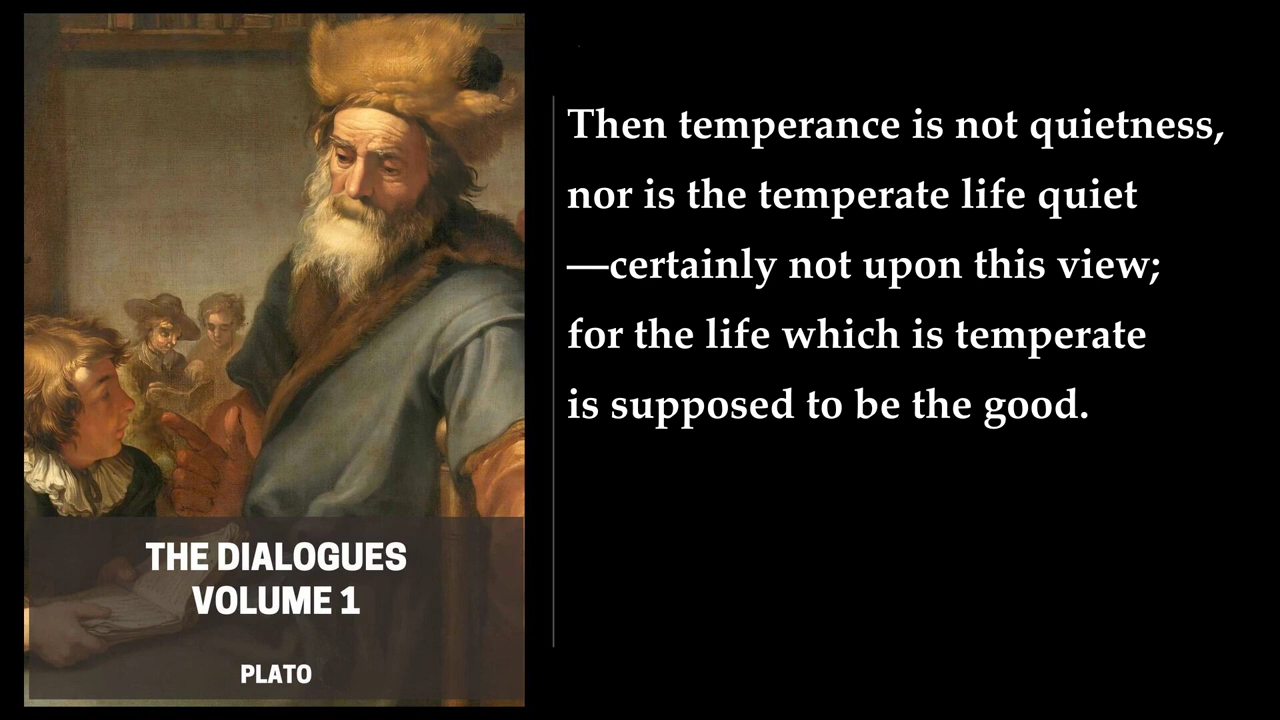 THE DIALOGUES
VOLUME 1
PLATO
Then temperance is not quietness,
nor is the temperate life quiet
—certainly not upon this view;
for the life which is temperate
is supposed to be the good.